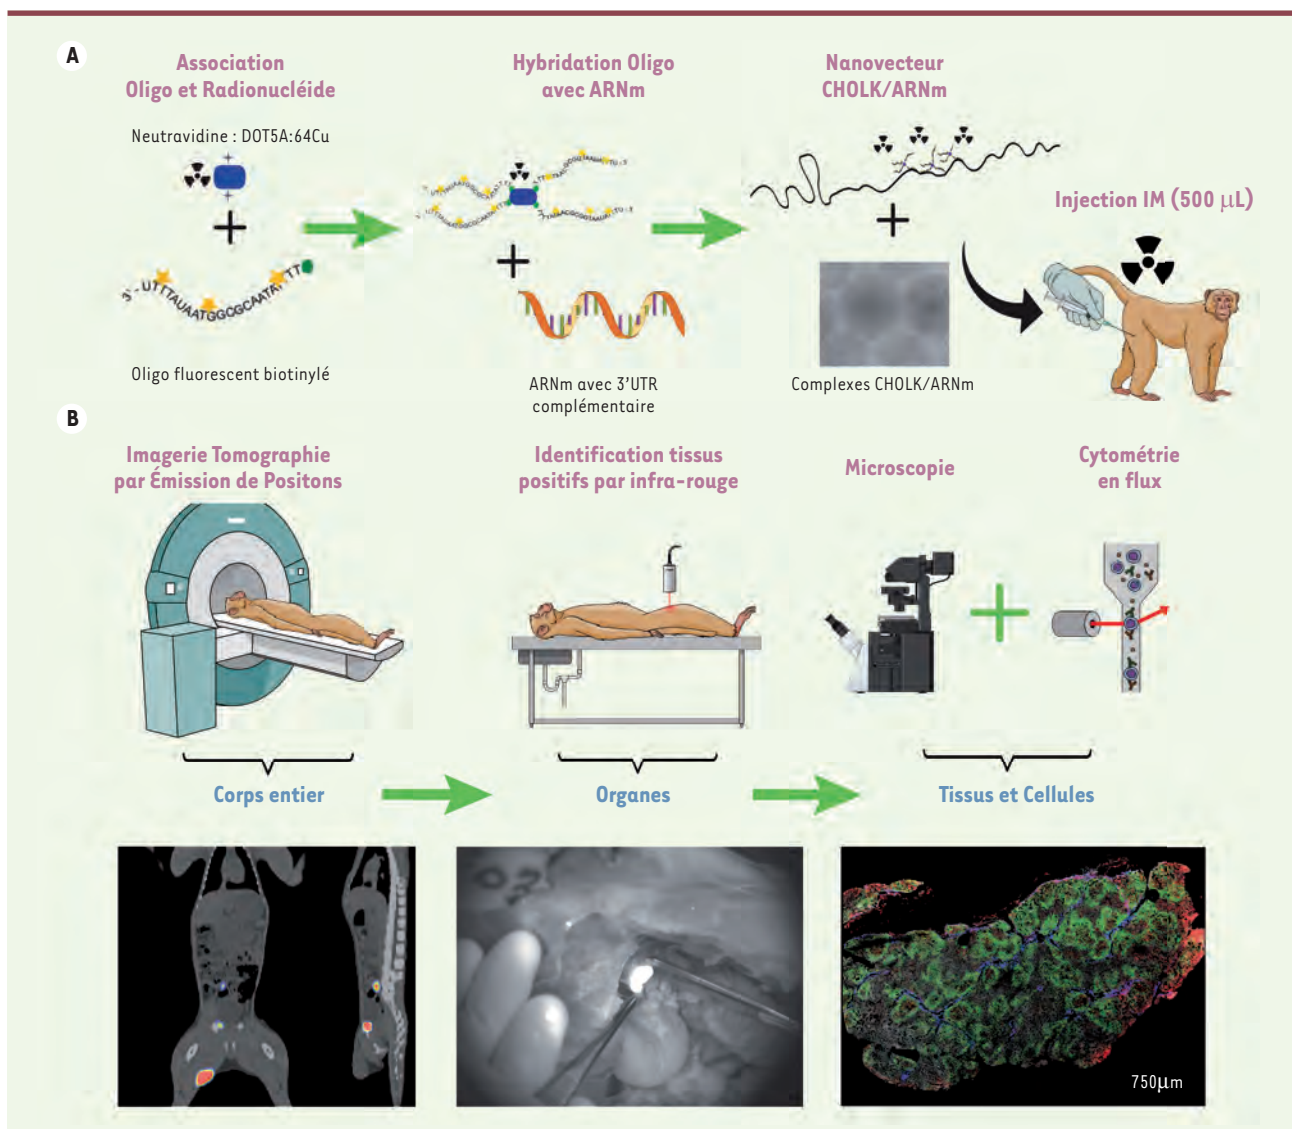 A
Association
Oligo et Radionucléide
Hybridation Oligo
avec ARNm
Nanovecteur
CHOLK/ARNm
Neutravidine : DOT5A:64Cu
Injection IM (500 µL)
3' - UTTTAUAATGGCGCAATATTT
Oligo fluorescent biotinylé
ARNm avec 3'UTR
complémentaire
Complexes CHOLK/ARNm
B
Imagerie Tomographie
par Émission de Positons
Identification tissus
positifs par infra-rouge
Microscopie
Cytométrie
en flux
Corps entier
Organes
Tissus et Cellules
750µm